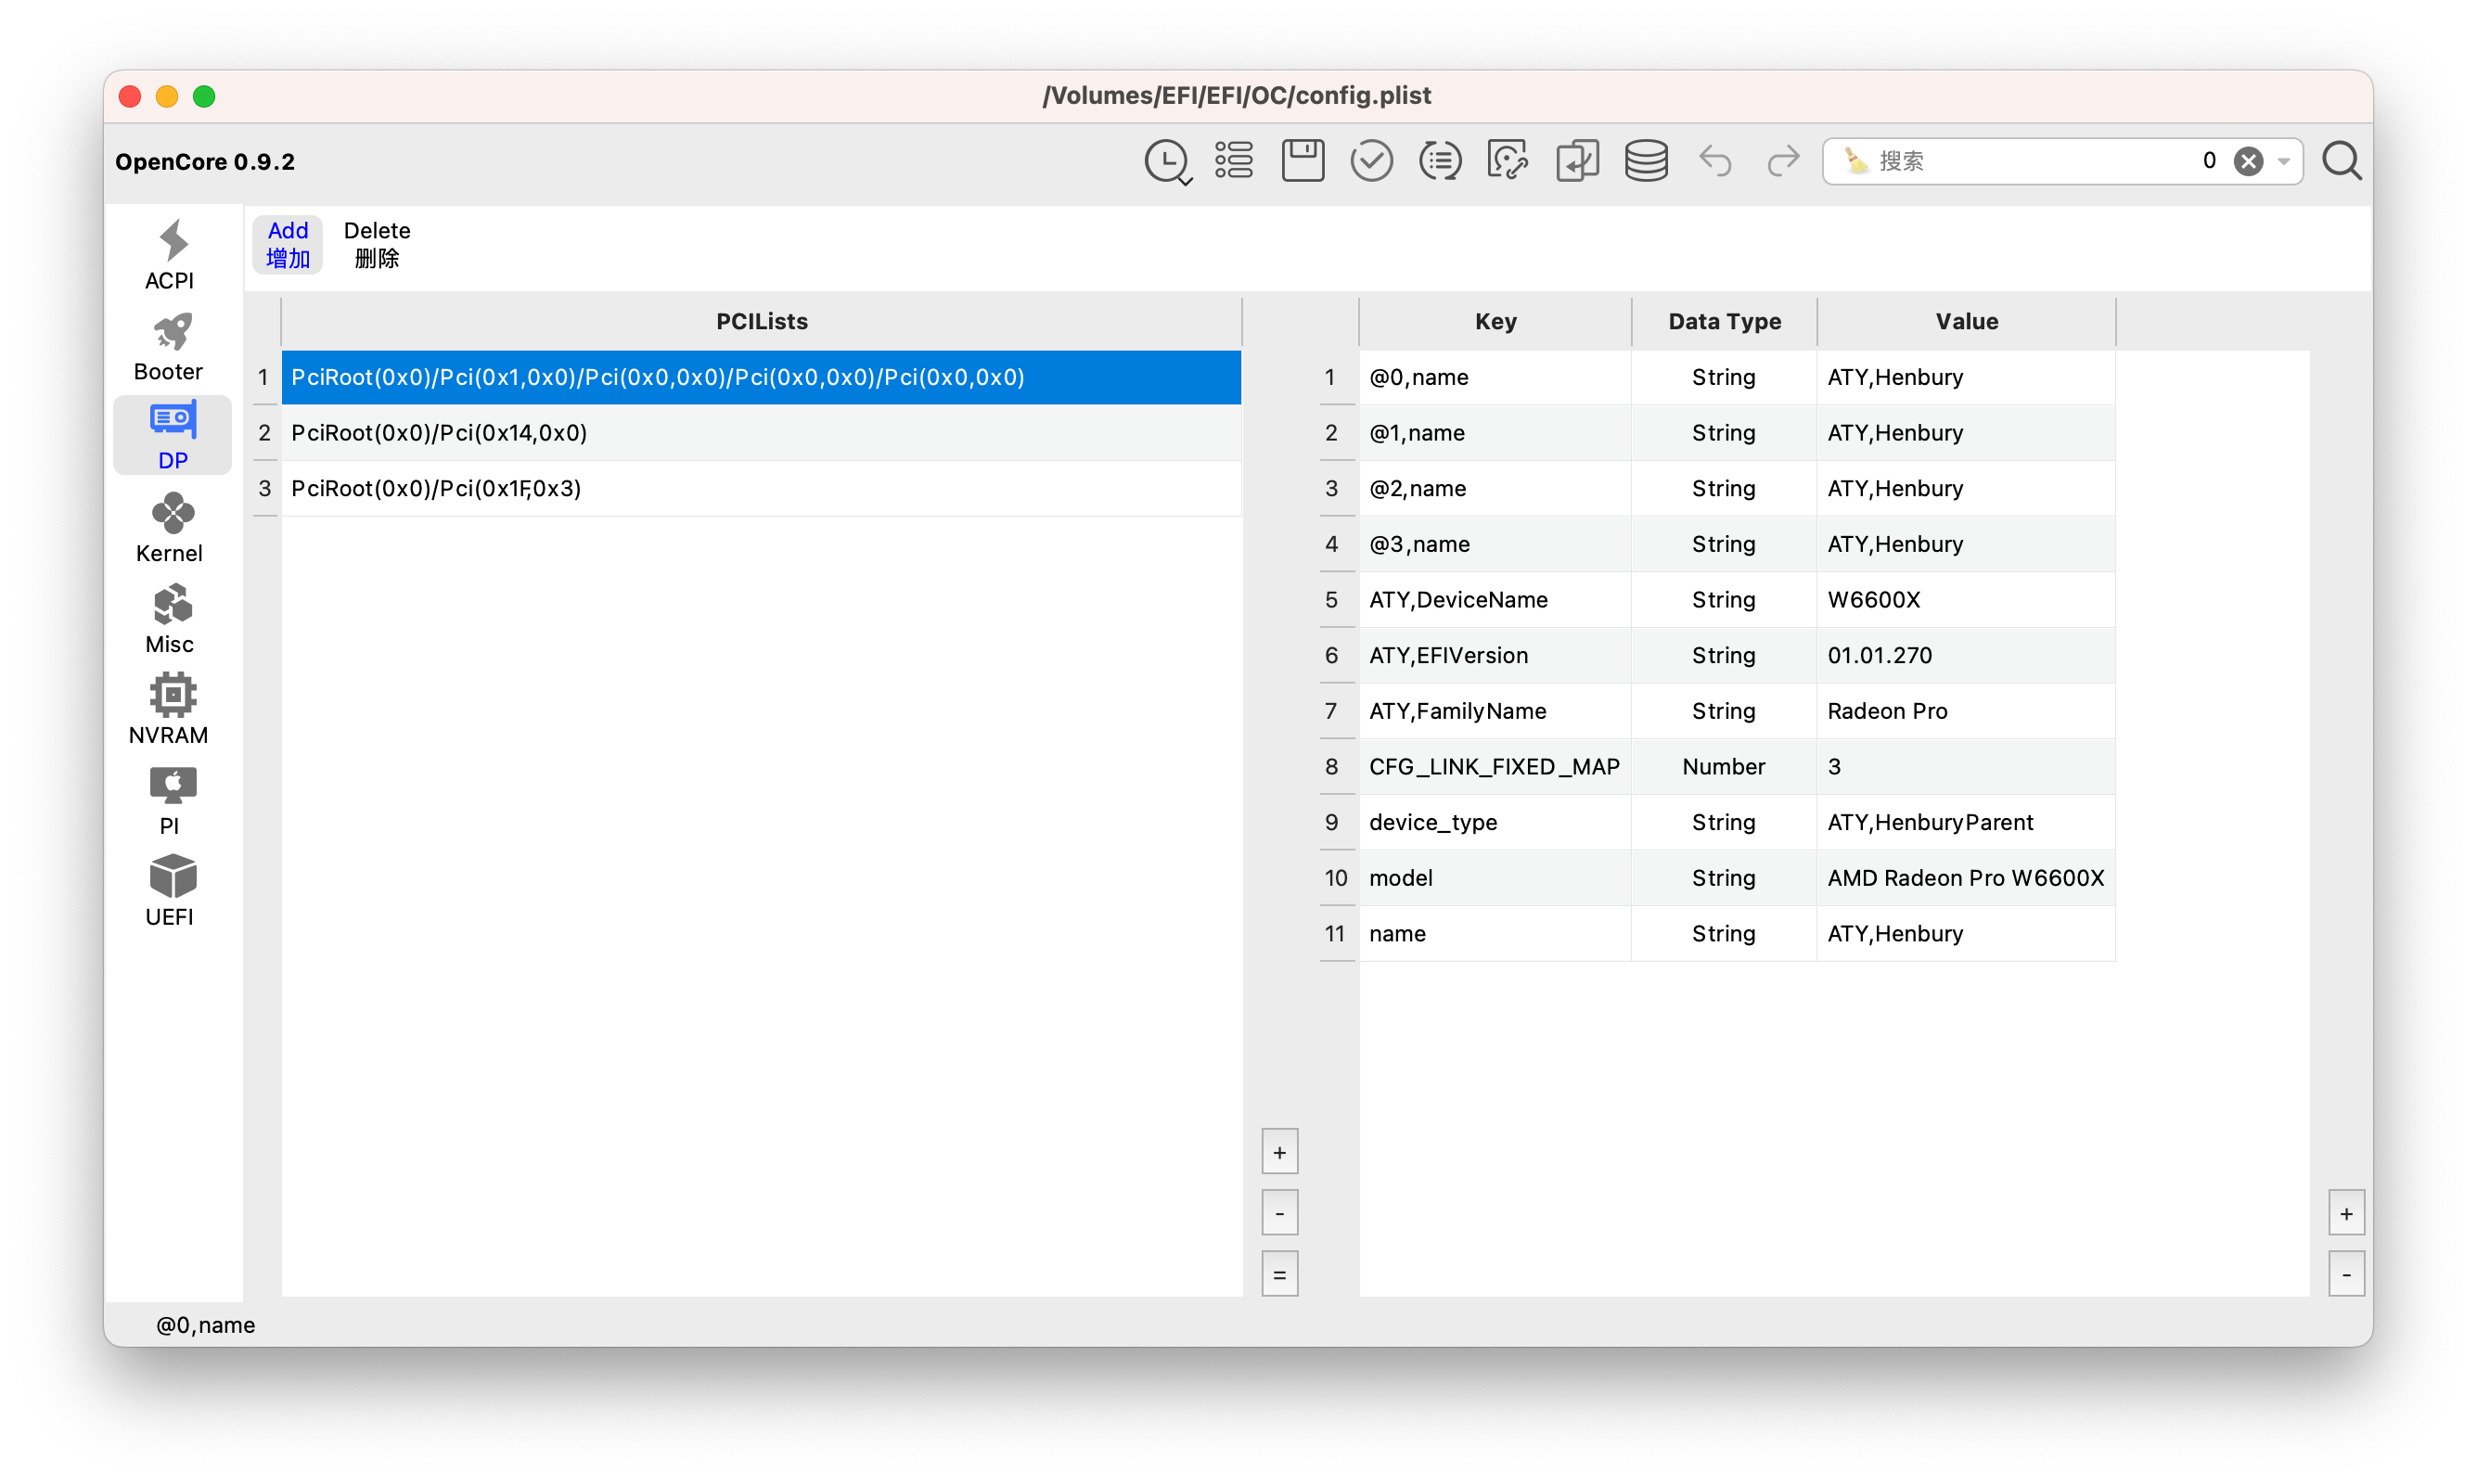 /Volumes/EFI/EFI/OC/config.plist
OpenCore 0.9.2
搜索 0
ACPI
Booter
DP
Kernel
Misc
NVRAM
PI
UEFI
Add
增加
Delete
删除
PCILists
1 PciRoot(0x0)/Pci(0x1,0x0)/Pci(0x0,0x0)/Pci(0x0,0x0)/Pci(0x0,0x0)
2 PciRoot(0x0)/Pci(0x14,0x0)
3 PciRoot(0x0)/Pci(0x1F,0x3)
+
-
=
Key Data Type Value
1 @0,name String ATY,Henbury
2 @1,name String ATY,Henbury
3 @2,name String ATY,Henbury
4 @3,name String ATY,Henbury
5 ATY,DeviceName String W6600X
6 ATY,EFIVersion String 01.01.270
7 ATY,FamilyName String Radeon Pro
8 CFG_LINK_FIXED_MAP Number 3
9 device_type String ATY,HenburyParent
10 model String AMD Radeon Pro W6600X
11 name String ATY,Henbury
+
-
@0,name